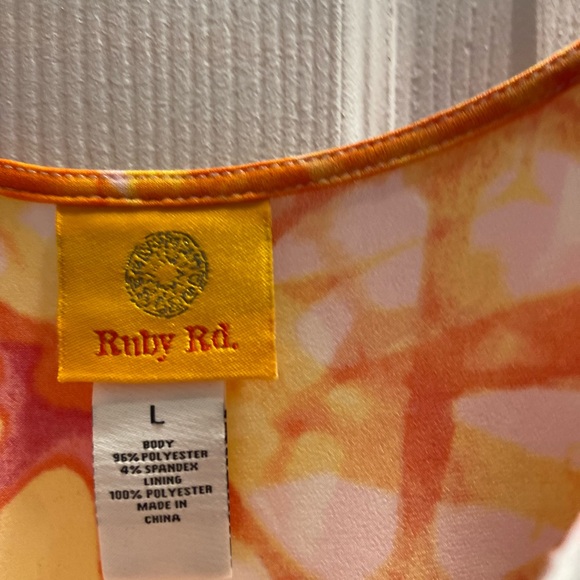 Ruby Rd.
L
BODY
96% POLYESTER
4% SPANDEX
LINING
100% POLYESTER
MADE IN
CHINA